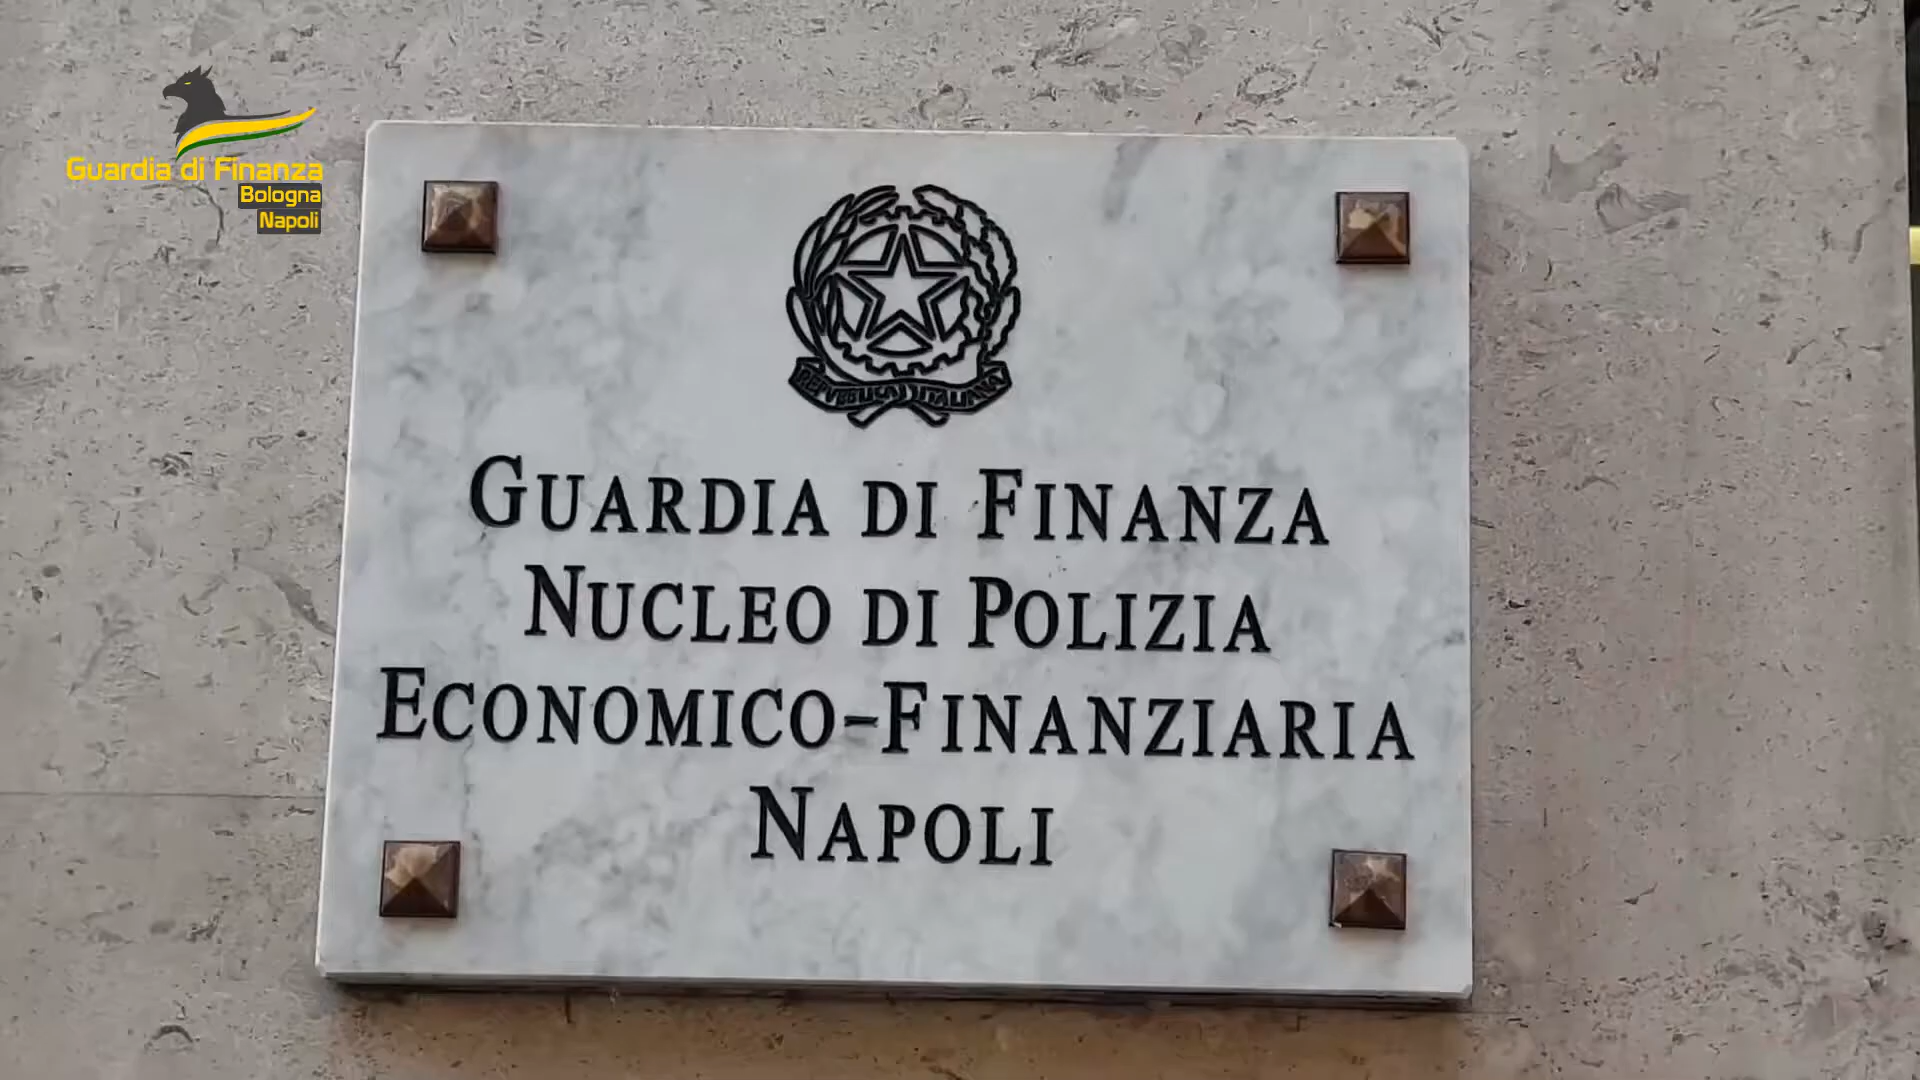 Guardia di Finanza
Bologna
Napoli
REPVBBLICA ITALIANA
GUARDIA DI FINANZA
NUCLEO DI POLIZIA
ECONOMICO-FINANZIARIA
NAPOLI